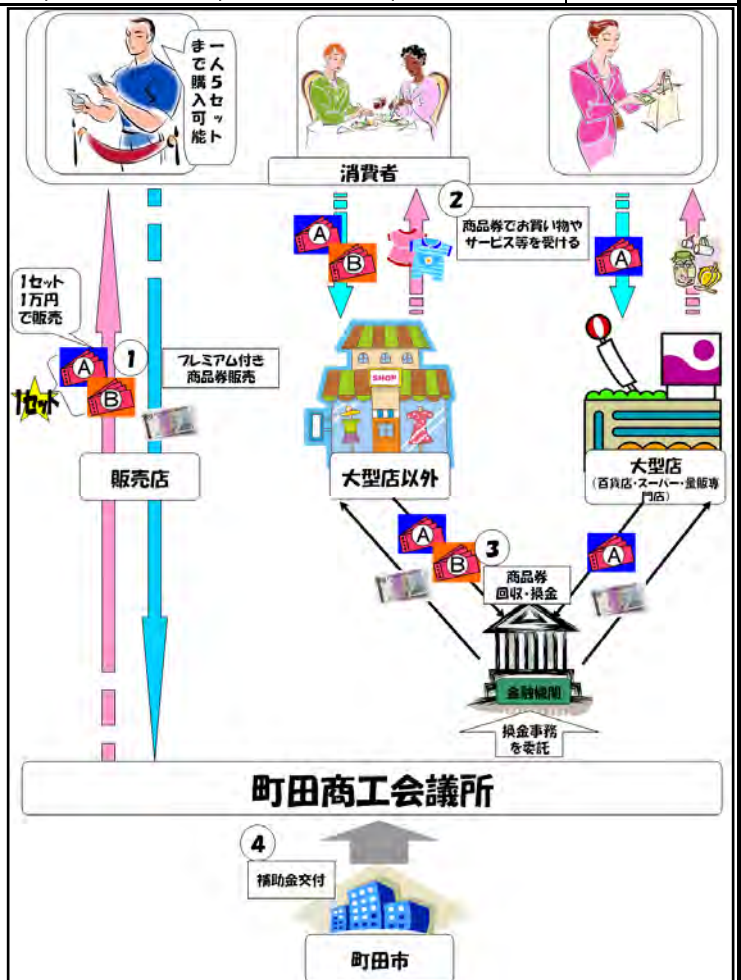 一人５セット
まで購入可能
消費者
2
商品券でお買い物や
サービス等を受ける
A
B
A
1セット
1万円
で販売
1
プレミアム付き
商品券販売
A
B
1セット
SHOP
販売店
大型店以外
大型店
(百貨店・スーパー・量販専
門店)
A
B
3
商品券
回収・換金
A
金融機関
換金事務
を委託
町田商工会議所
4
補助金交付
町田市